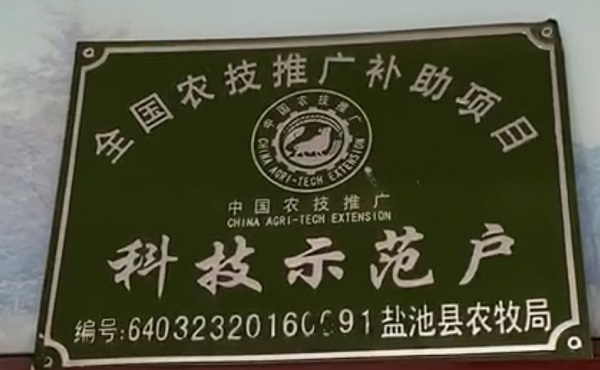 全国农技推广补助项目
中国农技推广
CHINA AGRI-TECH EXTENSION
中国农技推广
CHINA AGRI-TECH EXTENSION
科技示范户
编号:64032320160091 盐池县农牧局